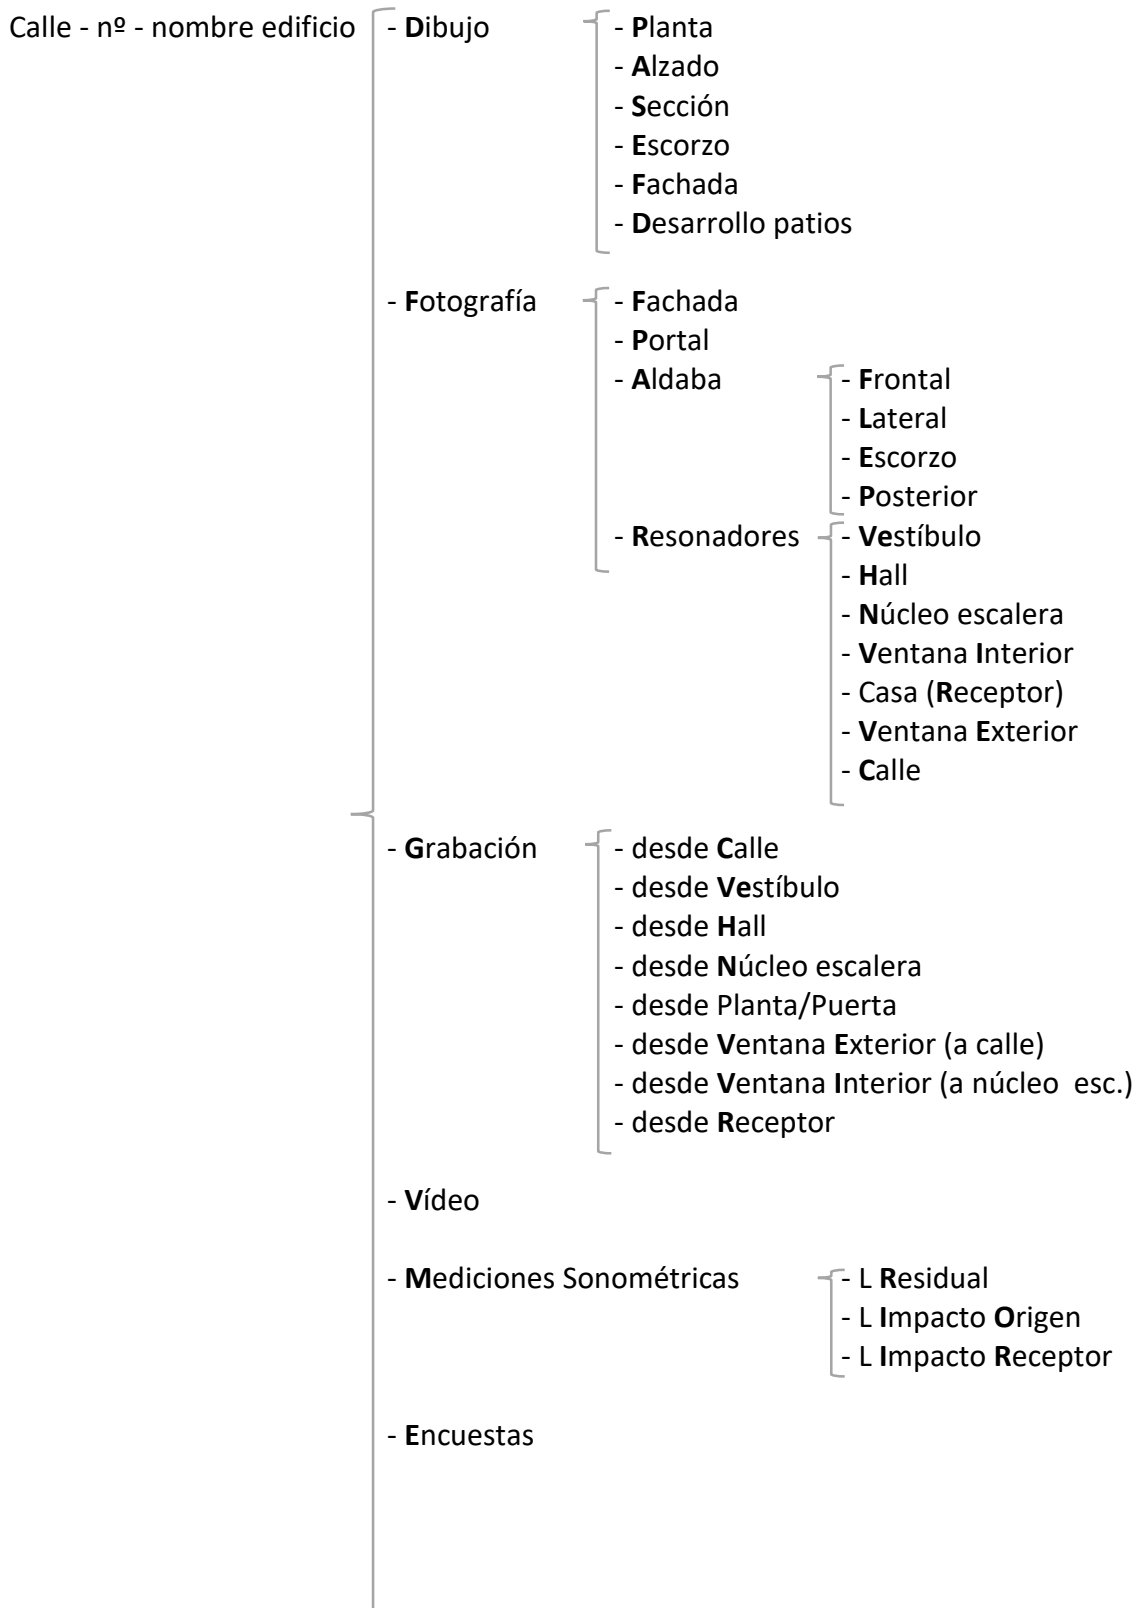 Calle - nº - nombre edificio - Dibujo - Planta
- Alzado
- Sección
- Escorzo
- Fachada
- Desarrollo patios
- Fotografía - Fachada
- Portal
- Aldaba - Frontal
- Lateral
- Escorzo
- Posterior
- Resonadores - Vestíbulo
- Hall
- Núcleo escalera
- Ventana Interior
- Casa (Receptor)
- Ventana Exterior
- Calle
- Grabación - desde Calle
- desde Vestíbulo
- desde Hall
- desde Núcleo escalera
- desde Planta/Puerta
- desde Ventana Exterior (a calle)
- desde Ventana Interior (a núcleo esc.)
- desde Receptor
- Vídeo
- Mediciones Sonométricas - L Residual
- L Impacto Origen
- L Impacto Receptor
- Encuestas